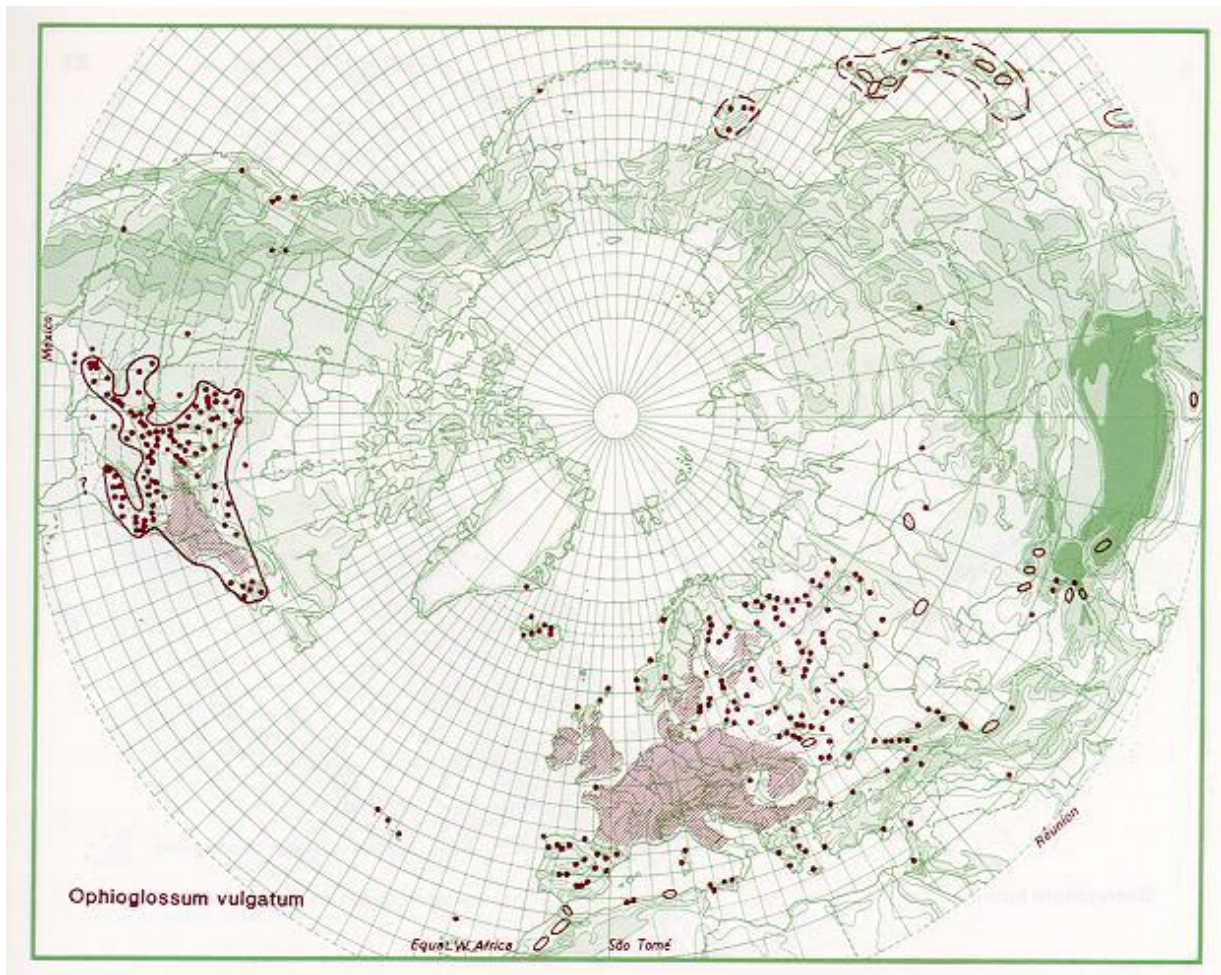 Mexico
?
Réunion
Ophioglossum vulgatum
Equat. W. Africa
São Tomé